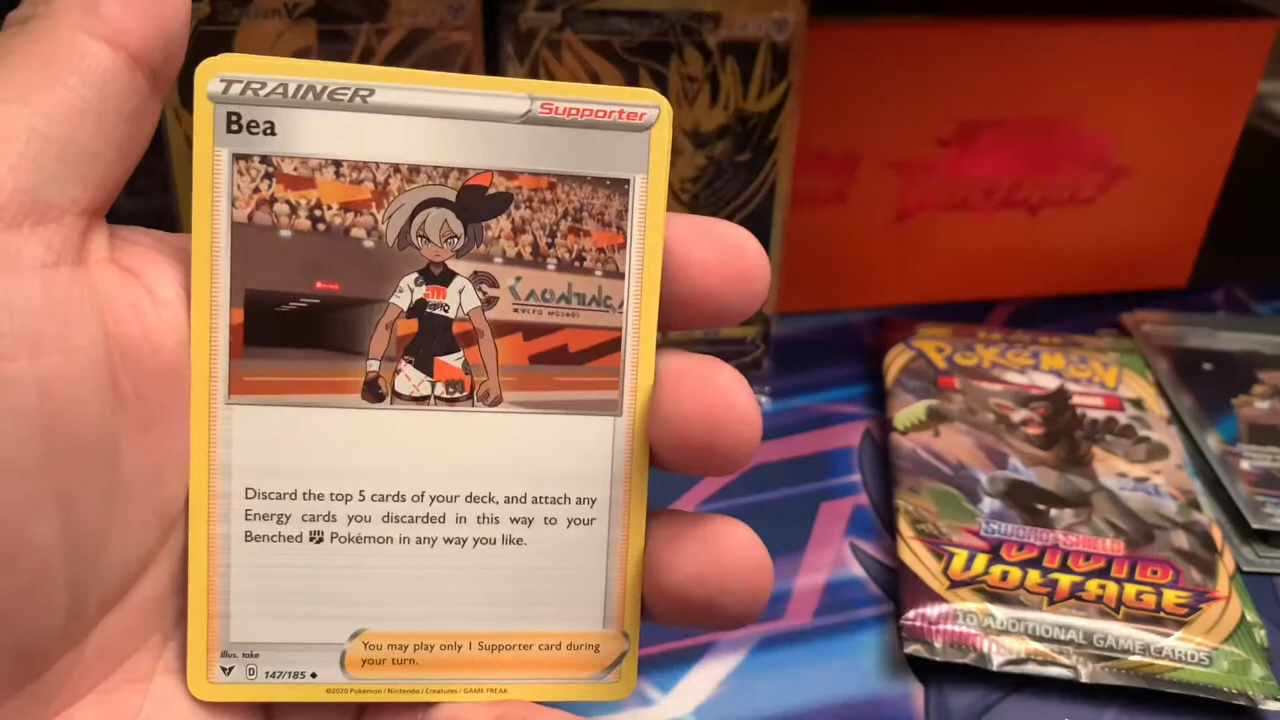 TRAINER
Supporter
Bea
Discard the top 5 cards of your deck, and attach any
Energy cards you discarded in this way to your
Benched Pokémon in any way you like.
You may play only 1 Supporter card during
your turn.
Illus. take
D 147/185
©2020 Pokémon / Nintendo / Creatures / GAME FREAK
POKÉMON
SWORD & SHIELD
VIVID
VOLTAGE
10 ADDITIONAL GAME CARDS